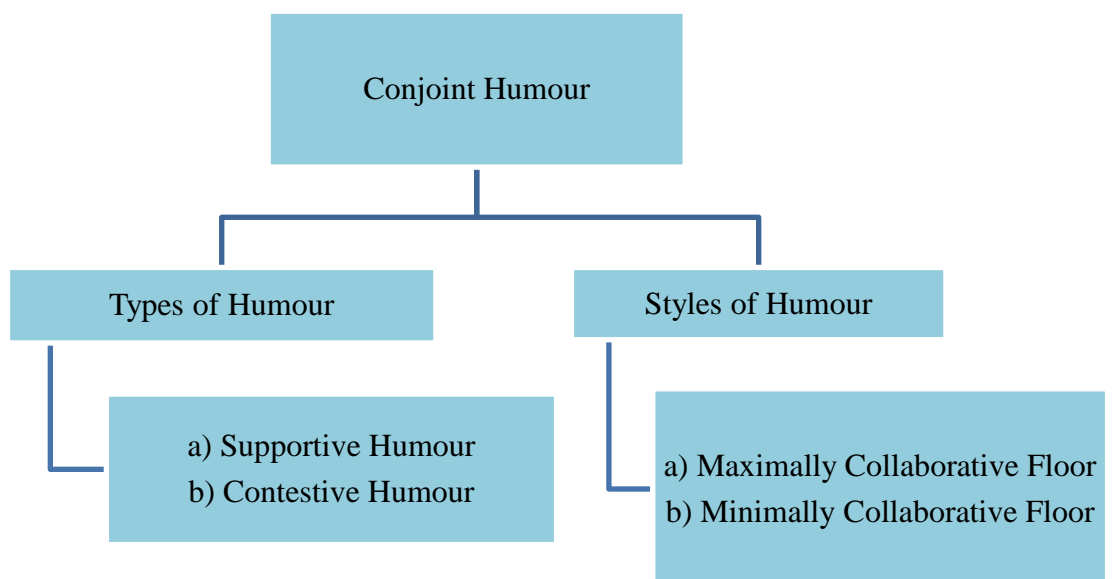 Conjoint Humour
Types of Humour
Styles of Humour
a) Supportive Humour
b) Contestive Humour
a) Maximally Collaborative Floor
b) Minimally Collaborative Floor